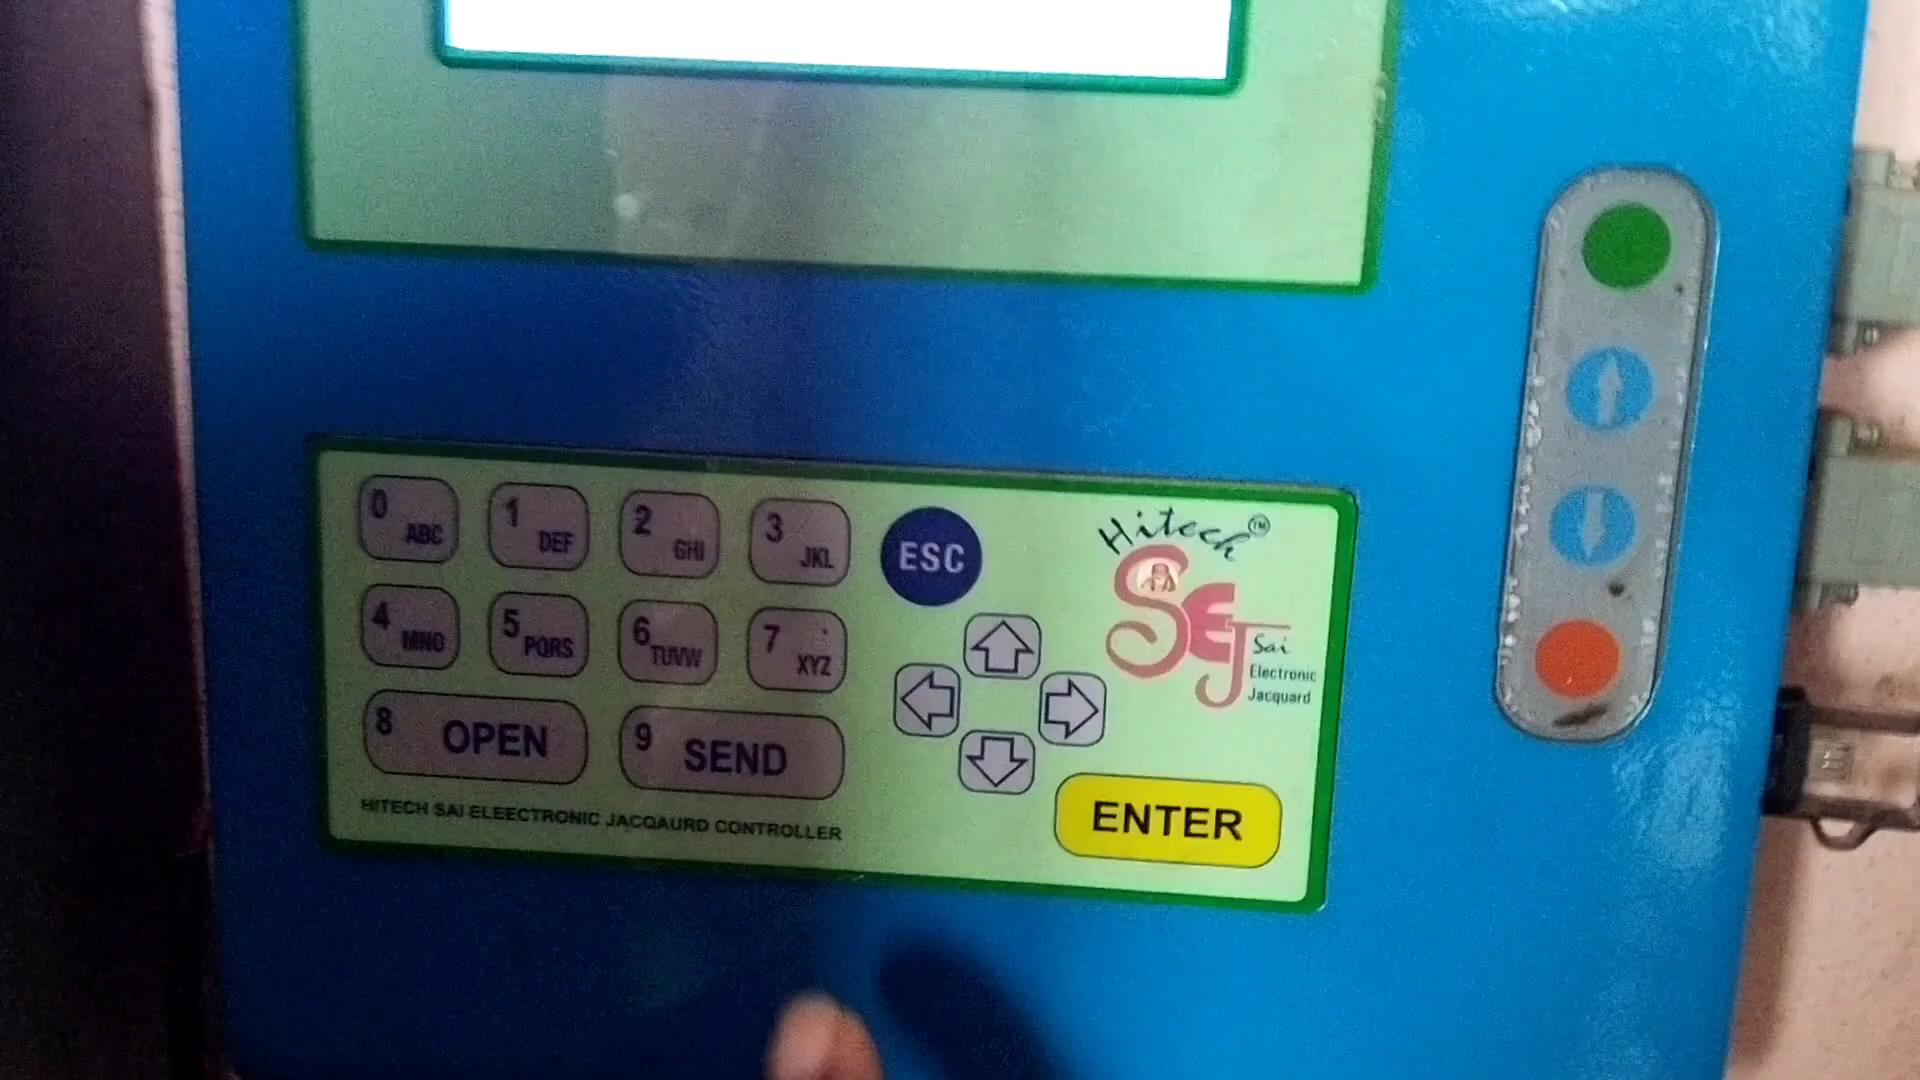 0 ABC
1 DEF
2 GHI
3 JKL
ESC
Hitech TM
4 MNO
5 PQRS
6 TUVW
7 XYZ
SEJ
Sai
Electronic
Jacquard
8 OPEN
9 SEND
ENTER
HITECH SAI ELEECTRONIC JACQAURD CONTROLLER